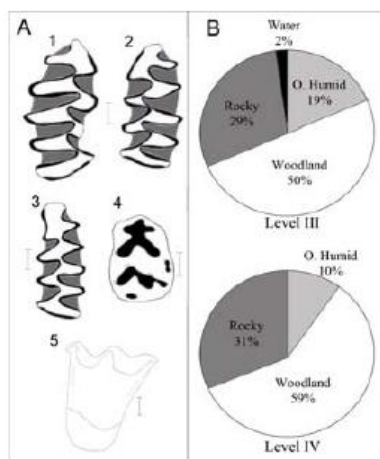 A
1
2
3
4
5
B
Water
2%
O. Humid
19%
Rocky
29%
Woodland
50%
Level III
O. Humid
10%
Rocky
31%
Woodland
59%
Level IV